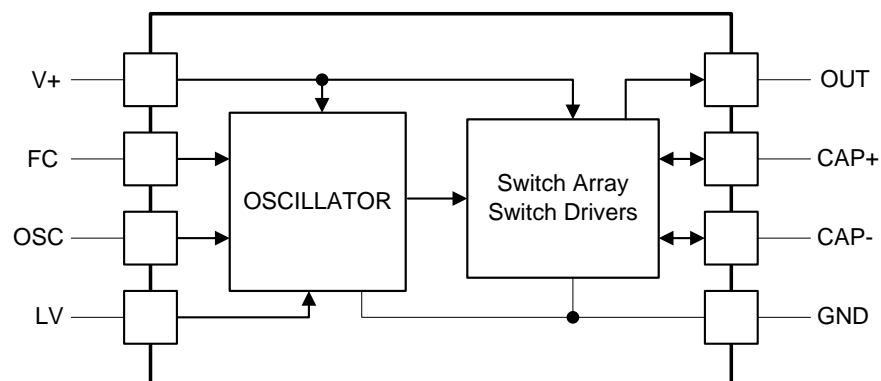 V+
OUT
FC
CAP+
OSCILLATOR
Switch Array
Switch Drivers
OSC
CAP-
LV
GND